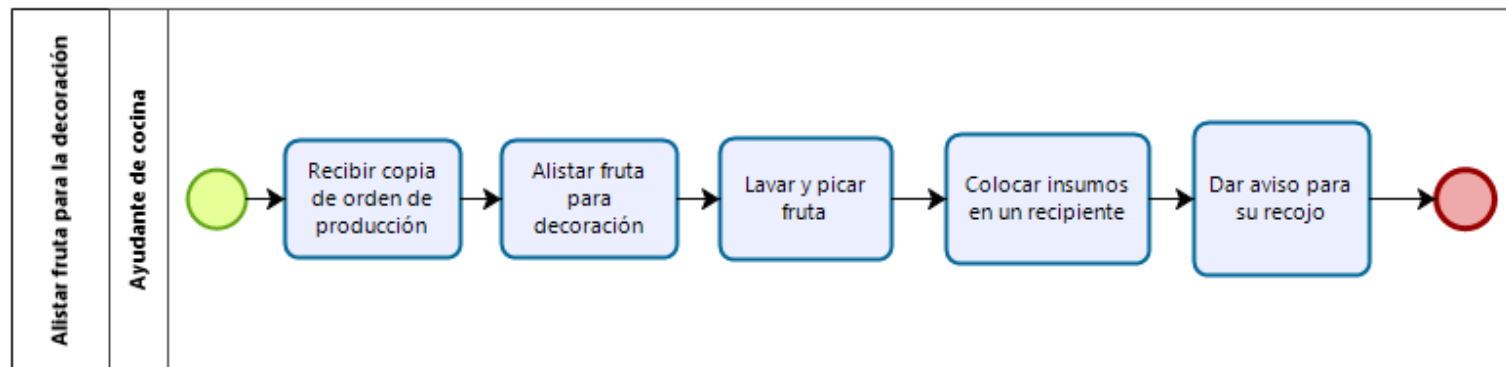 Alistar fruta para la decoración
Ayudante de cocina
Recibir copia
de orden de
producción
Alistar fruta
para
decoración
Lavar y picar
fruta
Colocar insumos
en un recipiente
Dar aviso para
su recojo